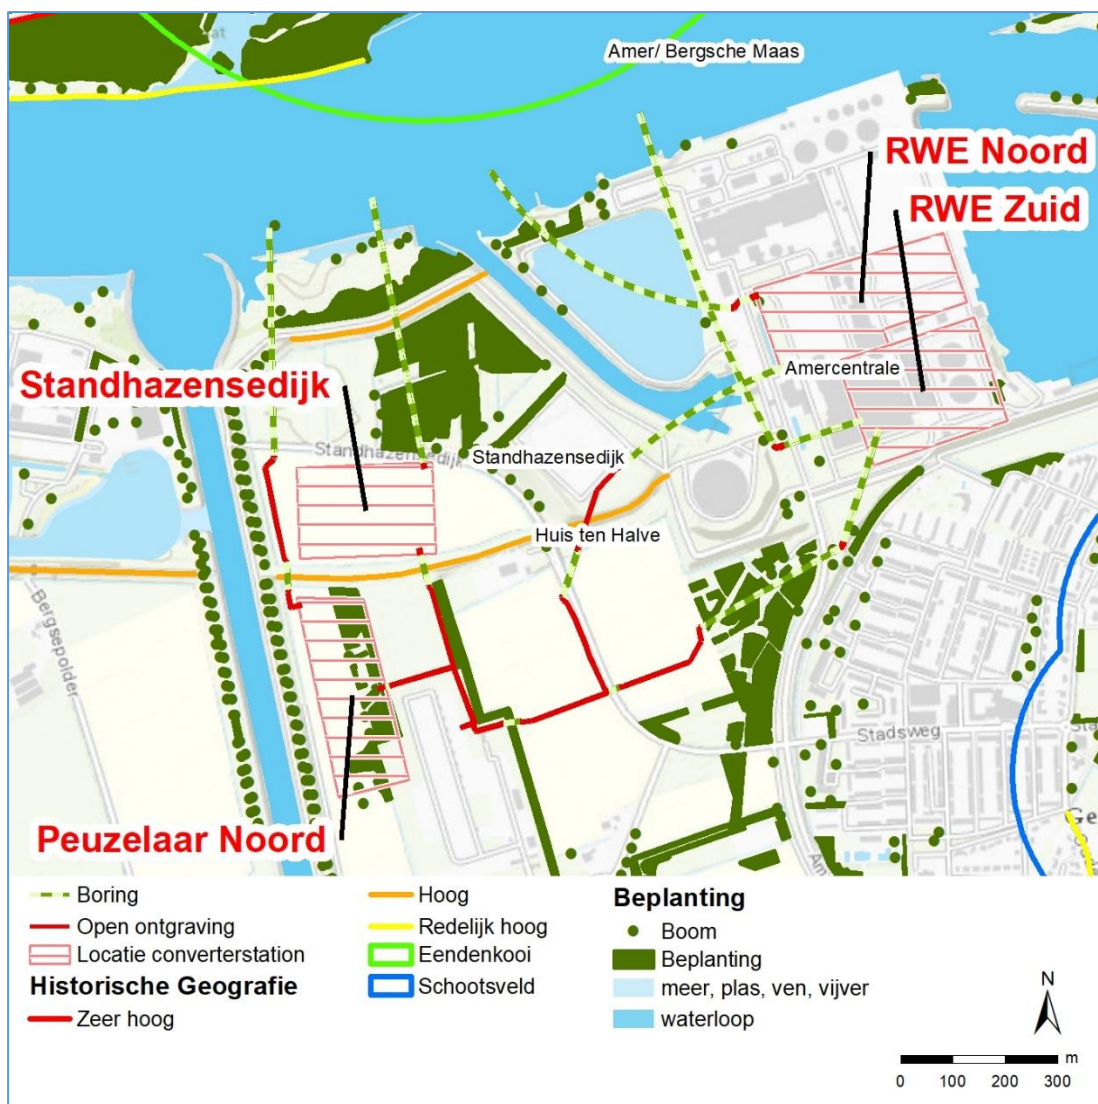 Amer/ Bergsche Maas
RWE Noord
RWE Zuid
Amercentrale
Standhazensedijk
Standhazensedijk
Standhazensedijk
Huis ten Halve
Bergsepolder
Stadsweg
Peuzelaar Noord
Boring
Open ontgraving
Locatie converterstation
Historische Geografie
Zeer hoog
Hoog
Redelijk hoog
Eendenkooi
Schootsveld
Beplanting
Boom
Beplanting
meer, plas, ven, vijver
waterloop
N
m
0 100 200 300